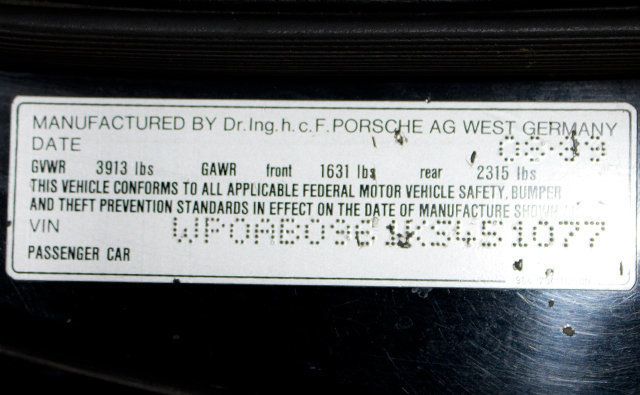 MANUFACTURED BY Dr.Ing.h.c.F.PORSCHE AG WEST GERMANY
DATE
GVWR 3913 lbs GAWR front 1631 lbs rear 2315 lbs
THIS VEHICLE CONFORMS TO ALL APPLICABLE FEDERAL MOTOR VEHICLE SAFETY, BUMPER
AND THEFT PREVENTION STANDARDS IN EFFECT ON THE DATE OF MANUFACTURE SHOWN
VIN WP0AB0961KS451077
PASSENGER CAR